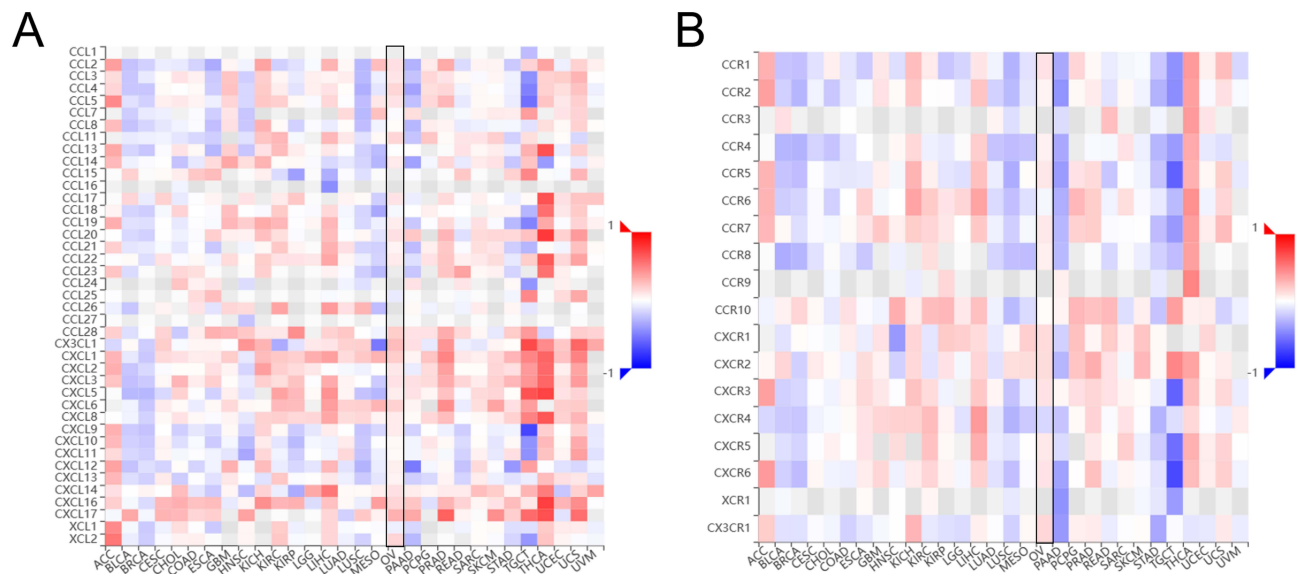 A
CCL1
CCL2
CCL3
CCL4
CCL5
CCL7
CCL8
CCL11
CCL13
CCL14
CCL15
CCL16
CCL17
CCL18
CCL19
CCL20
CCL21
CCL22
CCL23
CCL24
CCL25
CCL26
CCL27
CCL28
CX3CL1
CXCL1
CXCL2
CXCL3
CXCL5
CXCL6
CXCL8
CXCL9
CXCL10
CXCL11
CXCL12
CXCL13
CXCL14
CXCL16
CXCL17
XCL1
XCL2
ACC BLCA BRCA CESC CHOL COAD ESCA GBM HNSC KICH KIRC KIRP LGG LIHC LUAD LUSC MESO OV PAAD PCPG PRAD READ SARC SKCM STAD TGCT THCA UCEC UCS UVM
1
-1
B
CCR1
CCR2
CCR3
CCR4
CCR5
CCR6
CCR7
CCR8
CCR9
CCR10
CXCR1
CXCR2
CXCR3
CXCR4
CXCR5
CXCR6
XCR1
CX3CR1
ACC BLCA BRCA CESC CHOL COAD ESCA GBM HNSC KICH KIRC KIRP LGG LIHC LUAD LUSC MESO OV PAAD PCPG PRAD READ SARC SKCM STAD TGCT THCA UCEC UCS UVM
1
-1